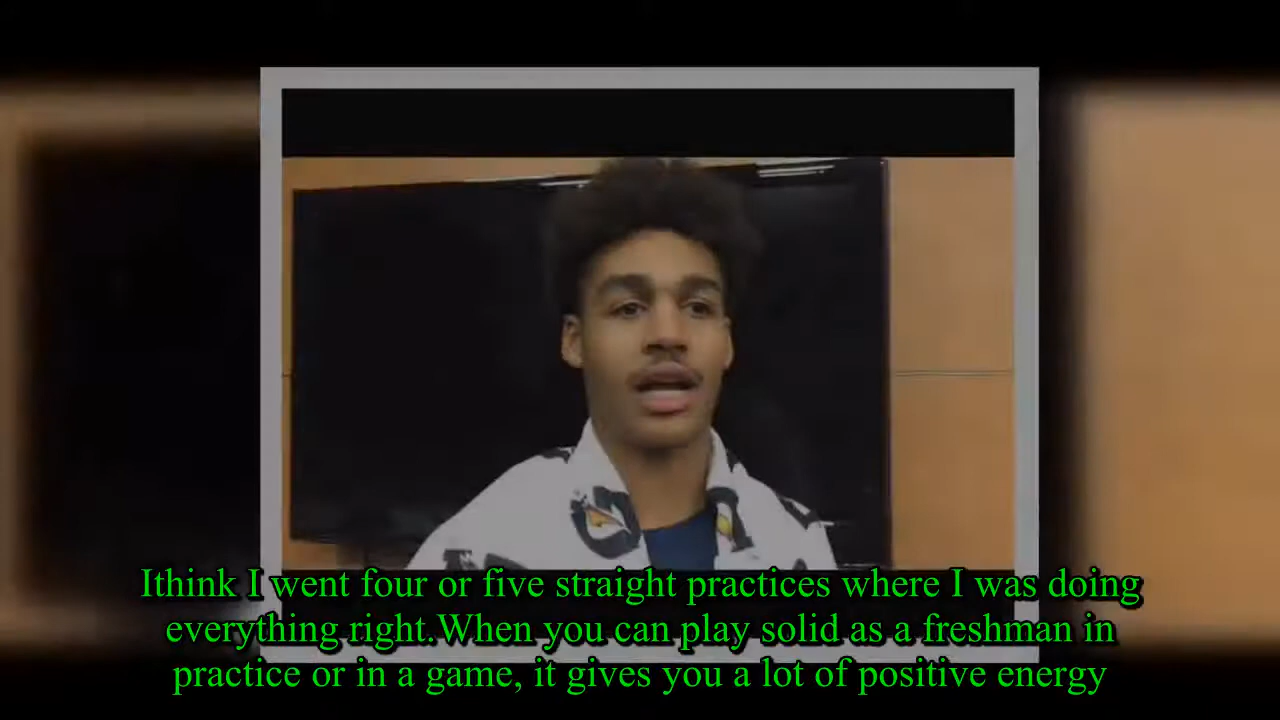 Ithink I went four or five straight practices where I was doing
everything right.When you can play solid as a freshman in
practice or in a game, it gives you a lot of positive energy